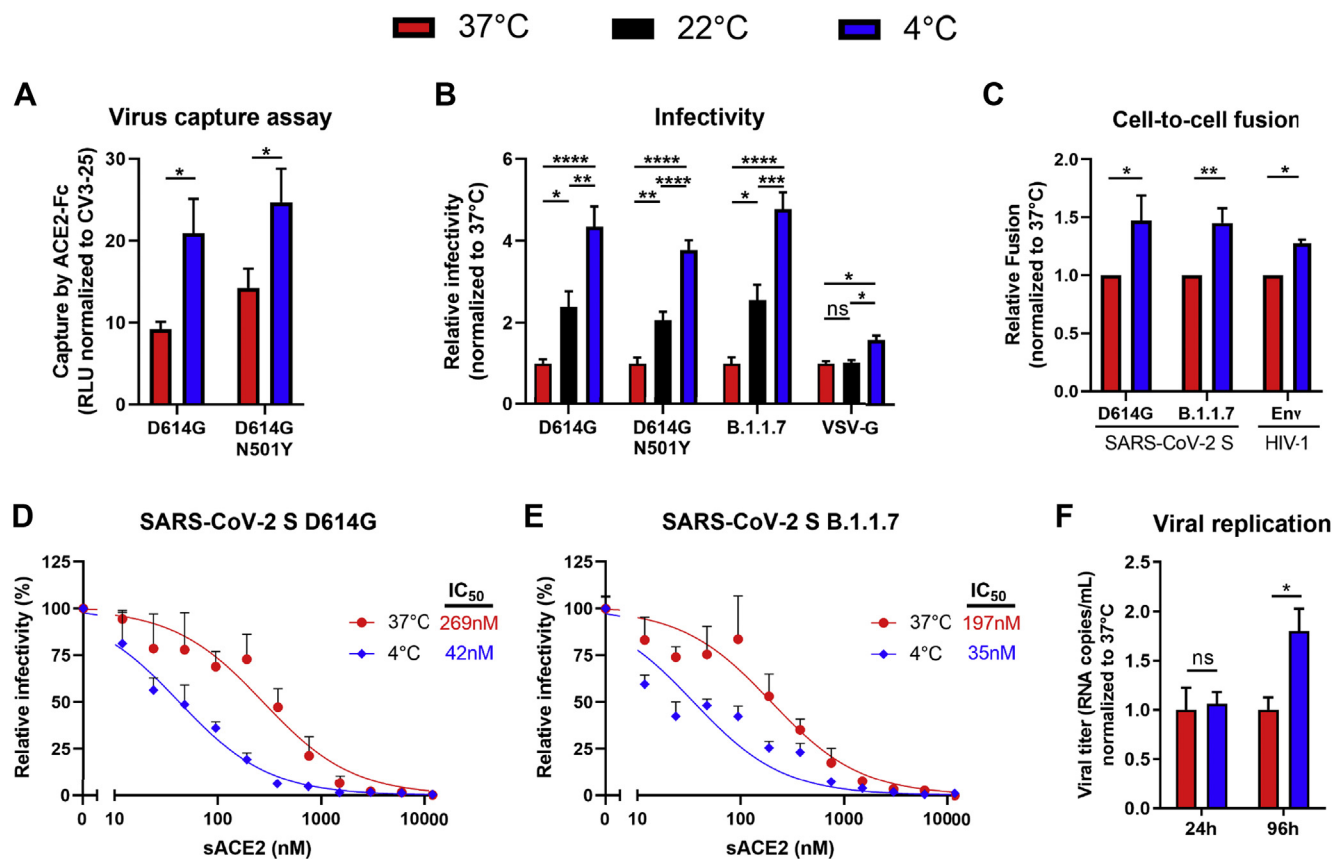 37°C 22°C 4°C
A
Virus capture assay
Capture by ACE2-Fc
(RLU normalized to CV3-25)
30
20
10
0
* *
D614G D614G
N501Y
B
Infectivity
Relative infectivity
(normalized to 37°C)
6
4
2
0
**** **** ****
* ** ** **** * *** ns * *
D614G D614G B.1.1.7 VSV-G
N501Y
C
Cell-to-cell fusion
Relative Fusion
(normalized to 37°C)
2.0
1.5
1.0
0.5
0.0
* ** *
D614G B.1.1.7 Env
SARS-CoV-2 S HIV-1
D
SARS-CoV-2 S D614G
Relative infectivity (%)
125
100
75
50
25
0
IC50
37°C 269nM
4°C 42nM
0 10 100 1000 10000
sACE2 (nM)
E
SARS-CoV-2 S B.1.1.7
Relative infectivity (%)
125
100
75
50
25
0
IC50
37°C 197nM
4°C 35nM
0 10 100 1000 10000
sACE2 (nM)
F
Viral replication
Viral titer (RNA copies/mL)
normalized to 37°C
2.5
2.0
1.5
1.0
0.5
0.0
ns *
24h 96h